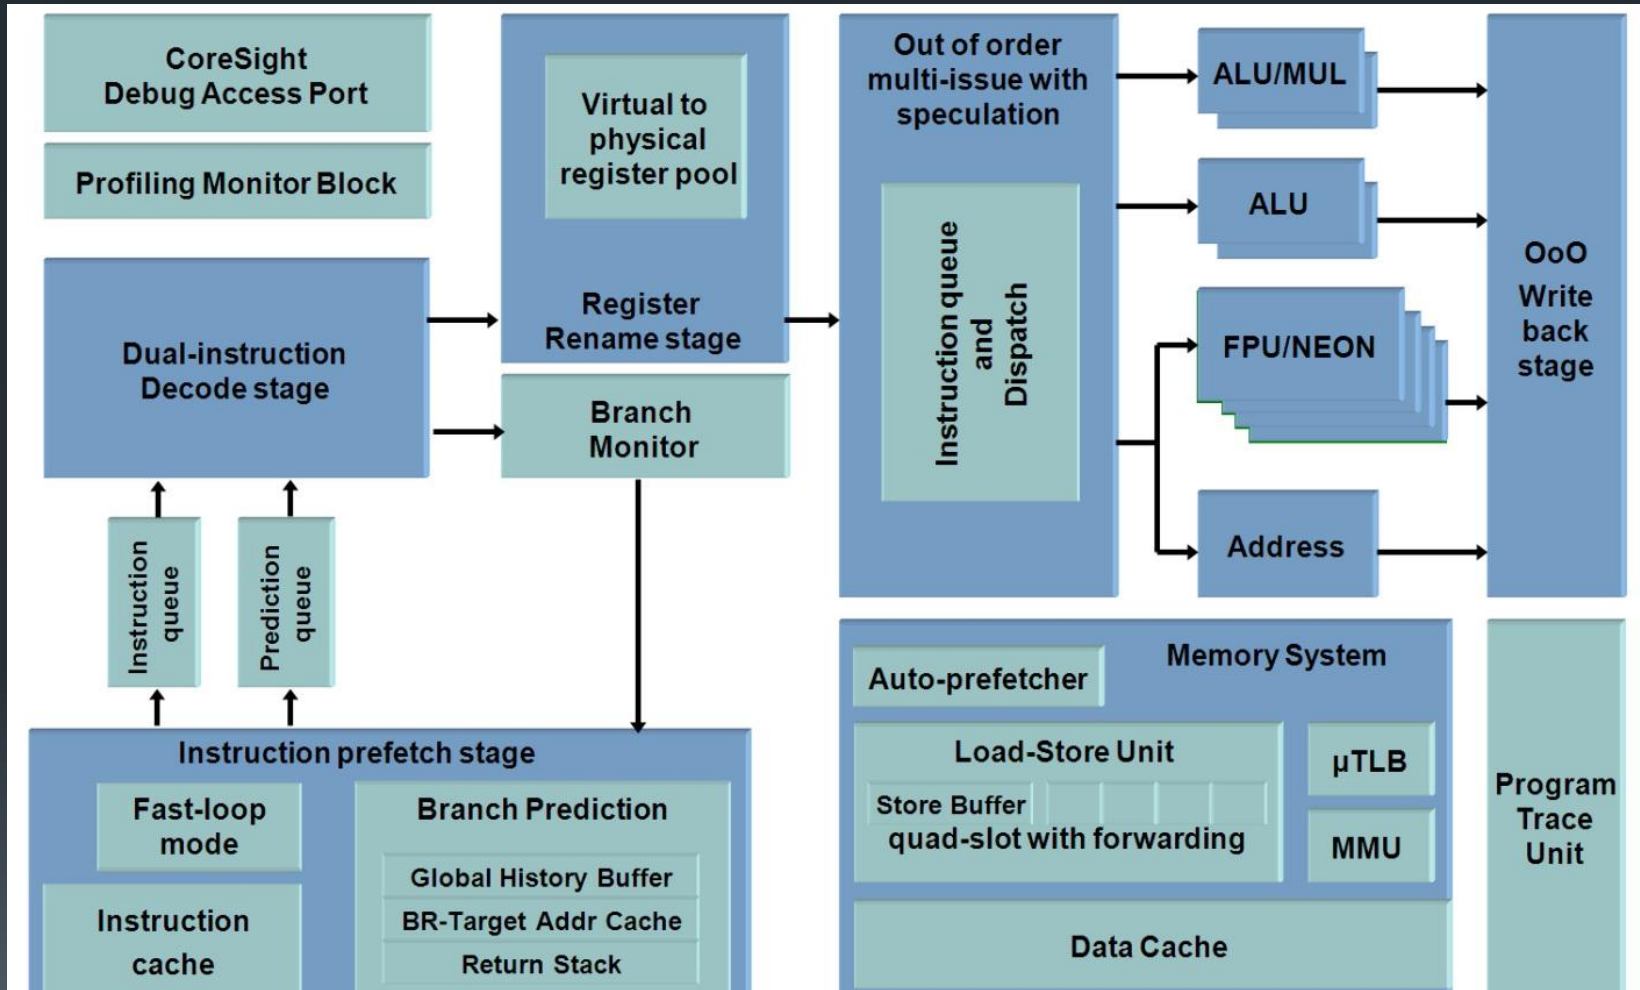 CoreSight
Debug Access Port
Profiling Monitor Block
Dual-instruction
Decode stage
Instruction
queue
Prediction
queue
Virtual to
physical
register pool
Register
Rename stage
Branch
Monitor
Out of order
multi-issue with
speculation
Instruction queue
and
Dispatch
ALU/MUL
ALU
FPU/NEON
Address
OoO
Write
back
stage
Instruction prefetch stage
Fast-loop
mode
Instruction
cache
Branch Prediction
Global History Buffer
BR-Target Addr Cache
Return Stack
Memory System
Auto-prefetcher
Load-Store Unit
Store Buffer
quad-slot with forwarding
µTLB
MMU
Data Cache
Program
Trace
Unit